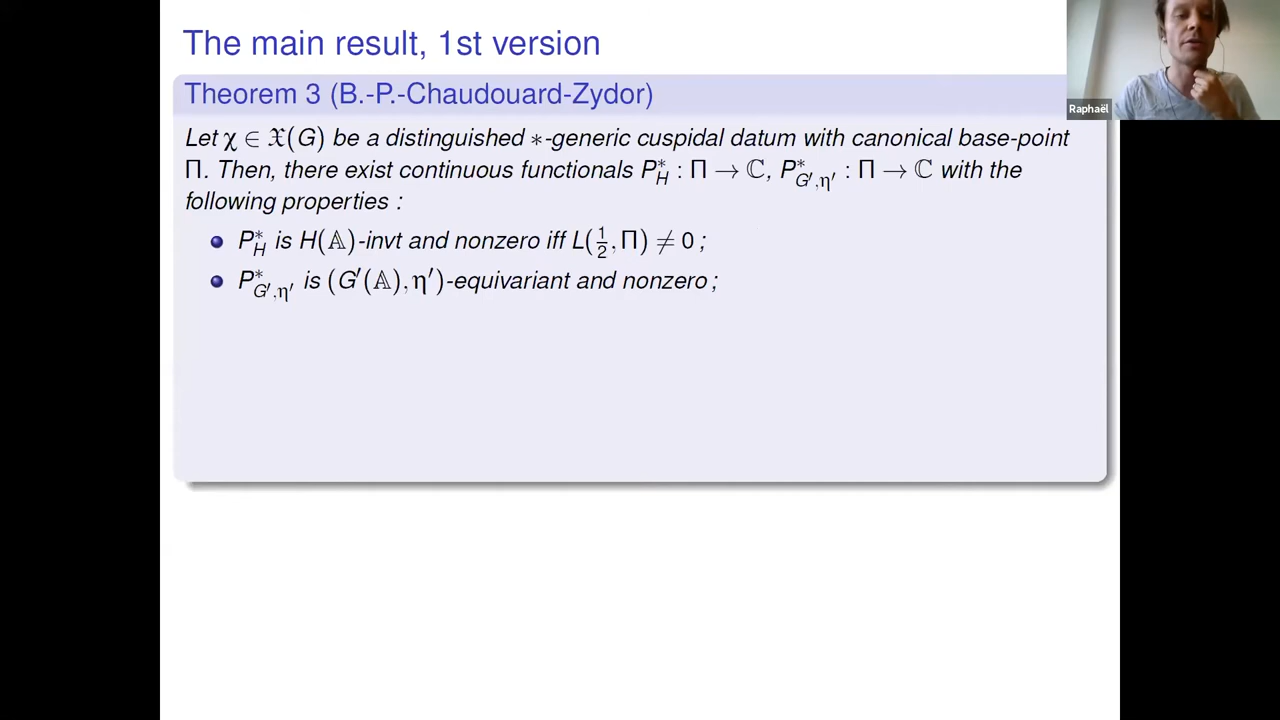 The main result, 1st version
Theorem 3 (B.-P.-Chaudouard-Zydor)
Let χ ∈ 𝔛(G) be a distinguished ∗-generic cuspidal datum with canonical base-point
Π. Then, there exist continuous functionals P*_H : Π → ℂ, P*_{G′,η′} : Π → ℂ with the
following properties :
P*_H is H(𝔸)-invt and nonzero iff L(½, Π) ≠ 0 ;
P*_{G′,η′} is (G′(𝔸), η′)-equivariant and nonzero ;
Raphaël